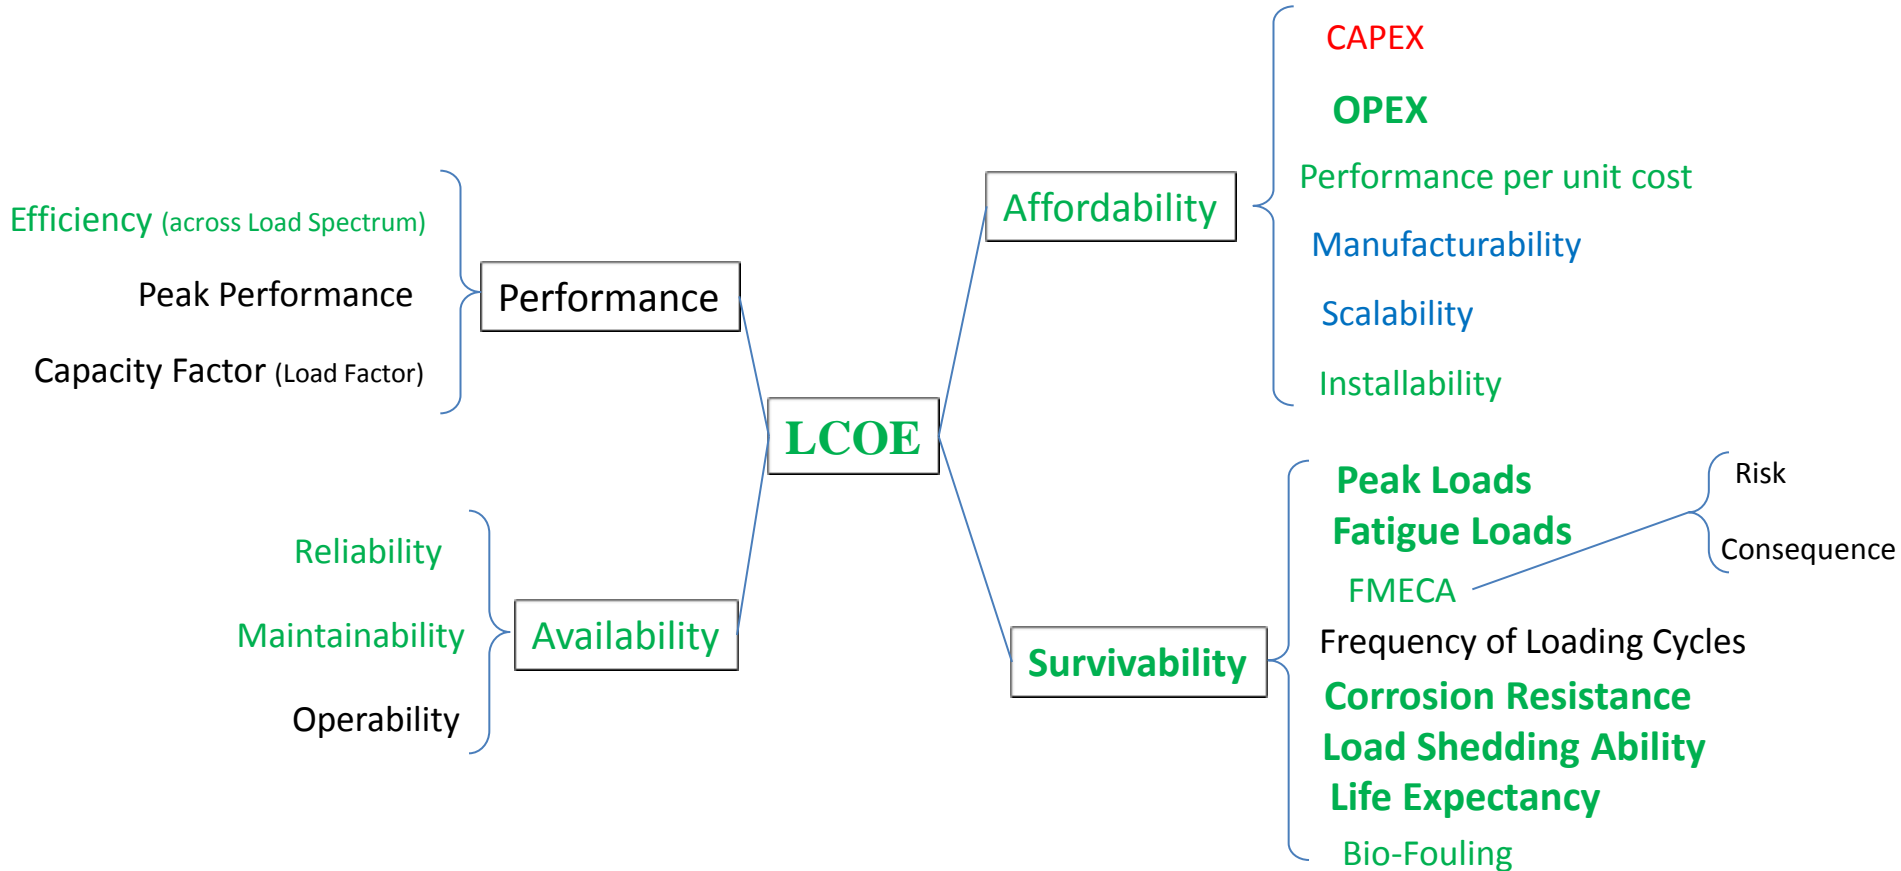 CAPEX
OPEX
Performance per unit cost
Affordability
Manufacturability
Scalability
Installability
Efficiency (across Load Spectrum)
Peak Performance
Performance
Capacity Factor (Load Factor)
LCOE
Reliability
Maintainability
Availability
Operability
Peak Loads
Fatigue Loads
FMECA
Risk
Consequence
Frequency of Loading Cycles
Survivability
Corrosion Resistance
Load Shedding Ability
Life Expectancy
Bio-Fouling